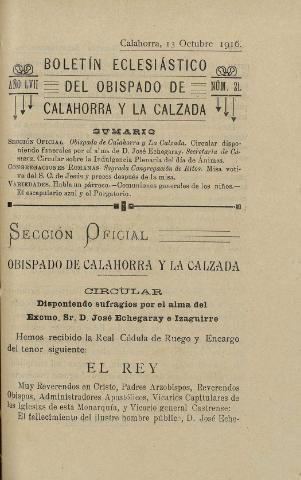 Calahorra, 13 Octubre 1916.
BOLETÍN ECLESIÁSTICO
AÑO LVII DEL OBISPADO DE NÚM. 21.
CALAHORRA Y LA CALZADA
SUMARIO
SECCIÓN OFICIAL Obispado de Calahorra y La Calzada. Circular dispo-
niendo funerales por el alma de D. José Echegaray. Secretaría de Cá-
mara. Circular sobre la Indulgencia Plenaria del día de Ánimas.
CONGREGACIONES ROMANAS: Sagrada Congregación de Ritos. Misa voti-
va del S. C. de Jesús y preces después de la misa.
VARIEDADES. Habla un párroco.—Comuniones generales de los niños.—
El escapulario azul y el Purgatorio.
SECCIÓN OFICIAL
OBISPADO DE CALAHORRA Y LA CALZADA
CIRCULAR
Disponiendo sufragios por el alma del
Excmo. Sr. D. José Echegaray e Izaguirre
Hemos recibido la Real Cédula de Ruego y Encargo
del tenor siguiente:
EL REY
Muy Reverendos en Cristo, Padres Arzobispos, Reverendos
Obispos, Administradores Apostólicos, Vicarios Capitulares de
las Iglesias de esta Monarquía, y Vicario general Castrense:
El fallecimiento del ilustre hombre público, D. José Eche-